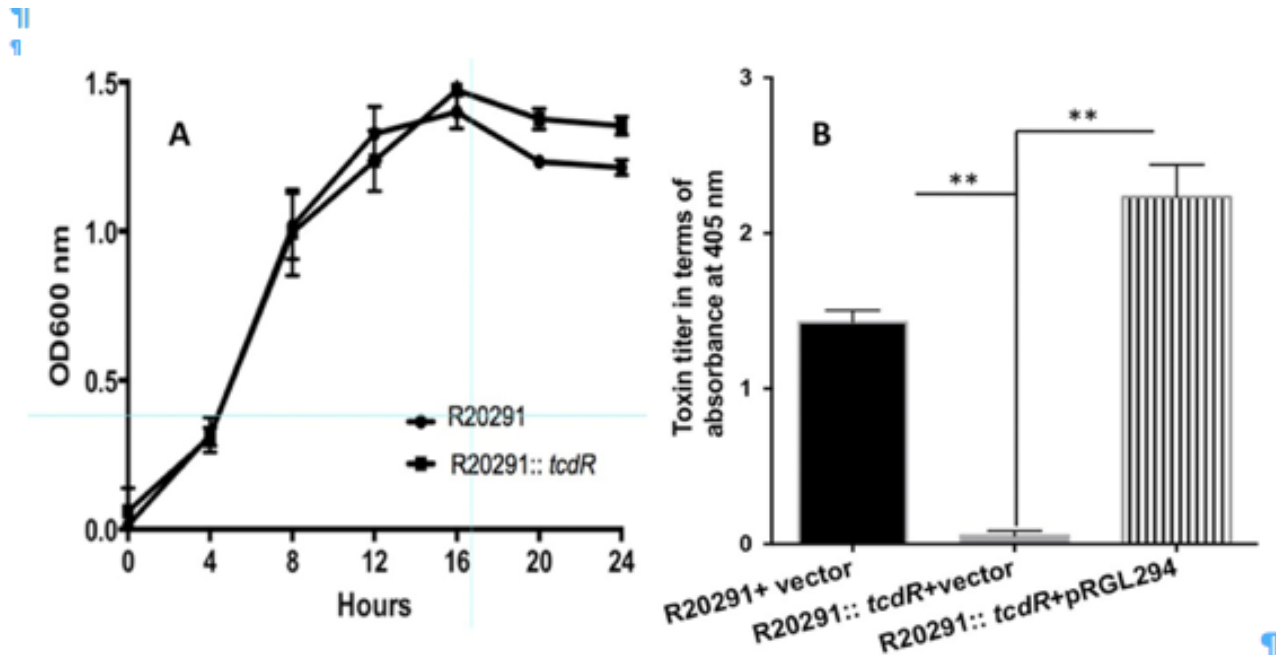 ¶
¶
A
1.5
1.0
0.5
0.0
OD600 nm
0 4 8 12 16 20 24
Hours
R20291
R20291:: tcdR
B
3
2
1
0
Toxin titer in terms of
absorbance at 405 nm
**
**
R20291+ vector
R20291:: tcdR+vector
R20291:: tcdR+pRGL294
¶